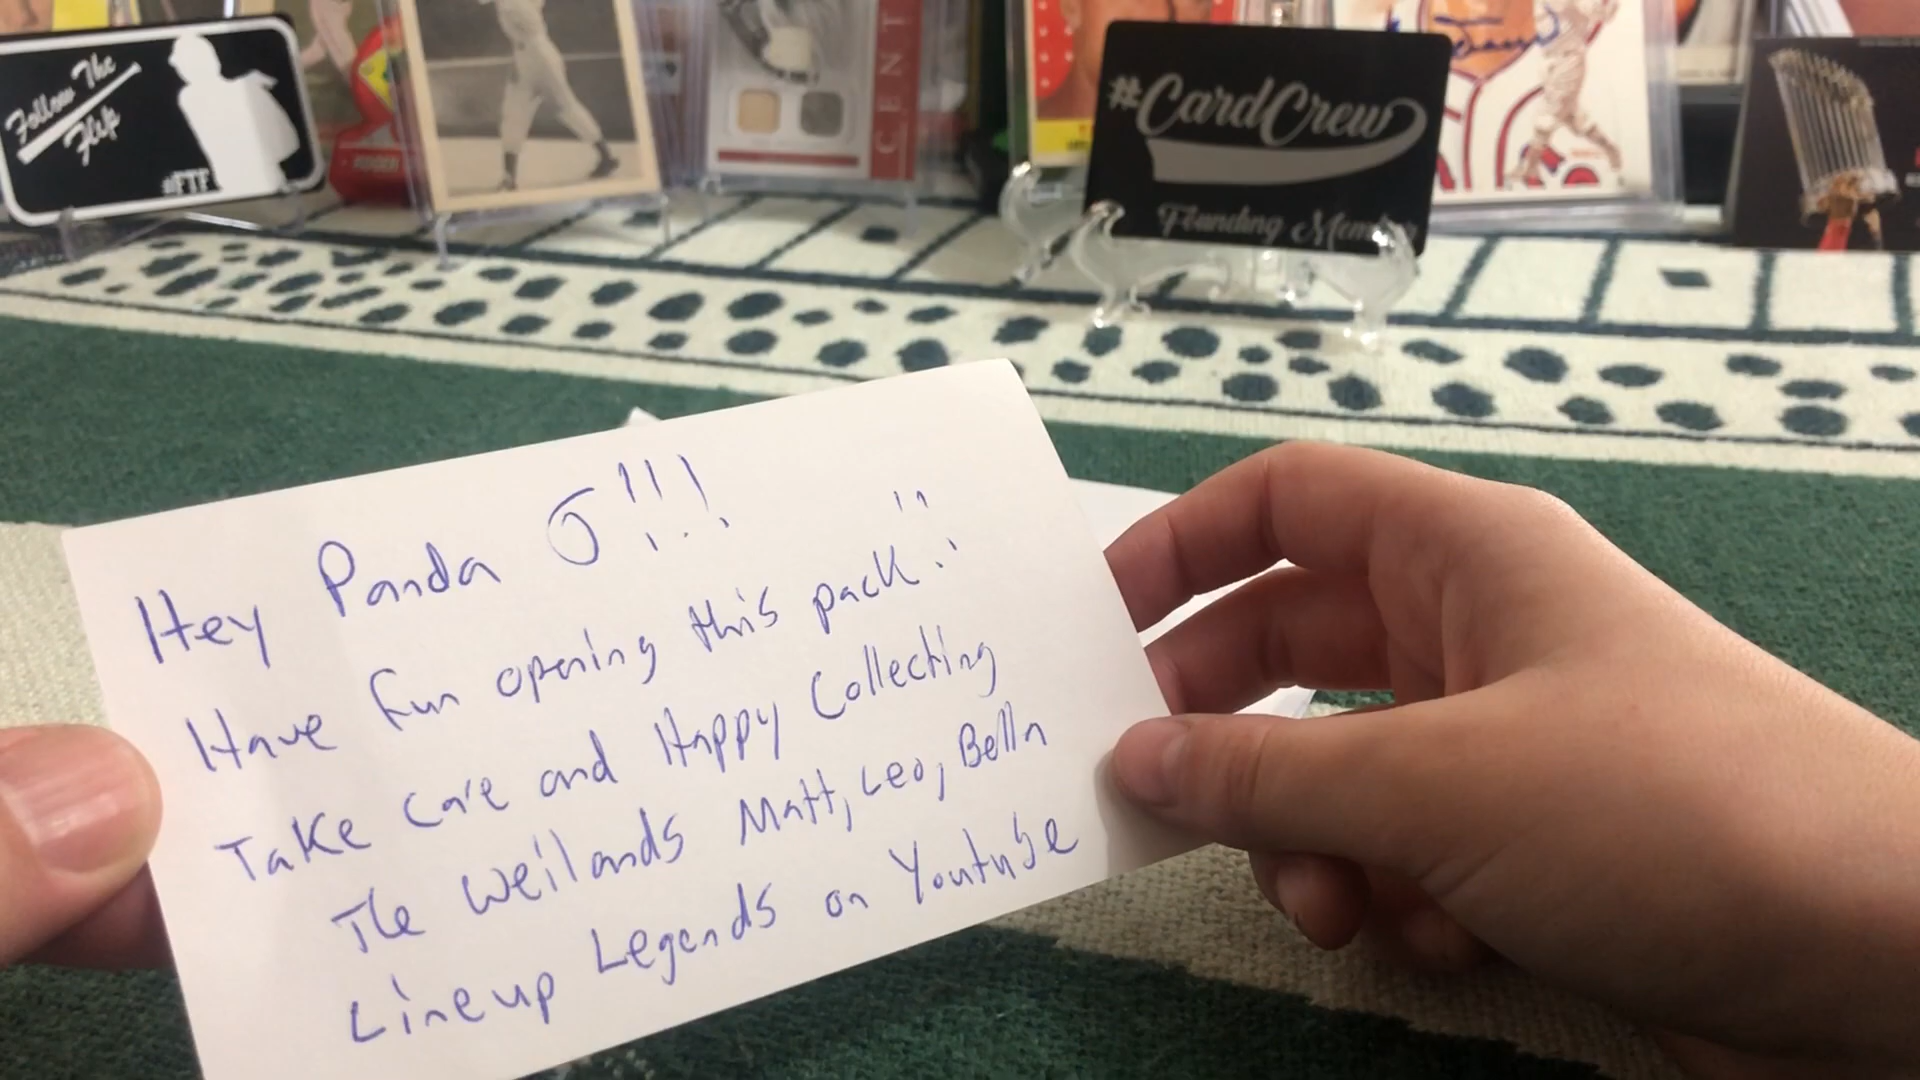 Follow The
Flip
#FTF
CENT
#CardCrew
Founding Member
Hey Panda J!!!
Have fun opening this pack!!
Take care and Happy Collecting
The Weilands Matt, Leo, Bella
Lineup Legends on Youtube